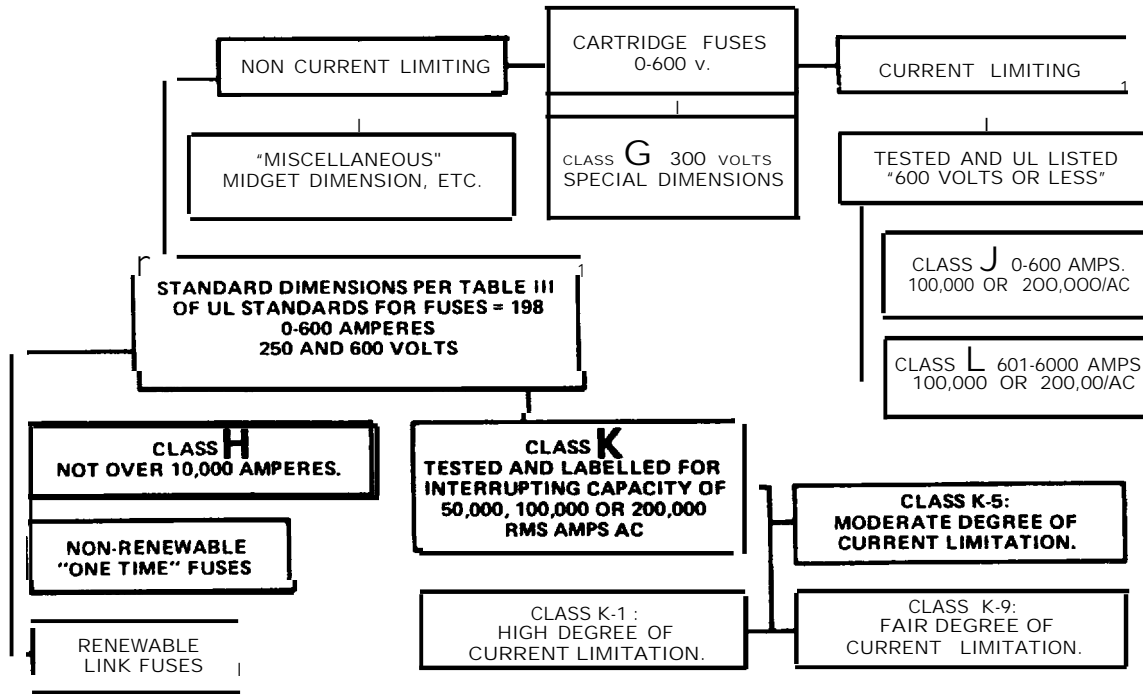 NON CURRENT LIMITING
CARTRIDGE FUSES
0-600 v.
CURRENT LIMITING
"MISCELLANEOUS"
MIDGET DIMENSION, ETC.
CLASS G 300 VOLTS
SPECIAL DIMENSIONS
TESTED AND UL LISTED
"600 VOLTS OR LESS"
STANDARD DIMENSIONS PER TABLE III
OF UL STANDARDS FOR FUSES = 198
0-600 AMPERES
250 AND 600 VOLTS
CLASS J 0-600 AMPS.
100,000 OR 200,000/AC
CLASS L 601-6000 AMPS
100,000 OR 200,00/AC
CLASS H
NOT OVER 10,000 AMPERES.
CLASS K
TESTED AND LABELLED FOR
INTERRUPTING CAPACITY OF
50,000, 100,000 OR 200,000
RMS AMPS AC
CLASS K-5:
MODERATE DEGREE OF
CURRENT LIMITATION.
NON-RENEWABLE
"ONE TIME" FUSES
CLASS K-1 :
HIGH DEGREE OF
CURRENT LIMITATION.
CLASS K-9:
FAIR DEGREE OF
CURRENT LIMITATION.
RENEWABLE
LINK FUSES